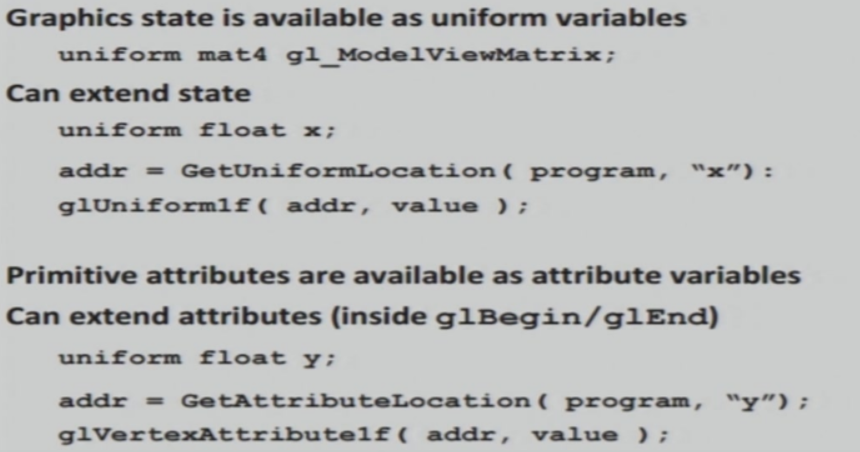 Graphics state is available as uniform variables
uniform mat4 gl_ModelViewMatrix;
Can extend state
uniform float x;
addr = GetUniformLocation( program, “x”):
glUniform1f( addr, value );
Primitive attributes are available as attribute variables
Can extend attributes (inside glBegin/glEnd)
uniform float y;
addr = GetAttributeLocation( program, “y”);
glVertexAttribute1f( addr, value );